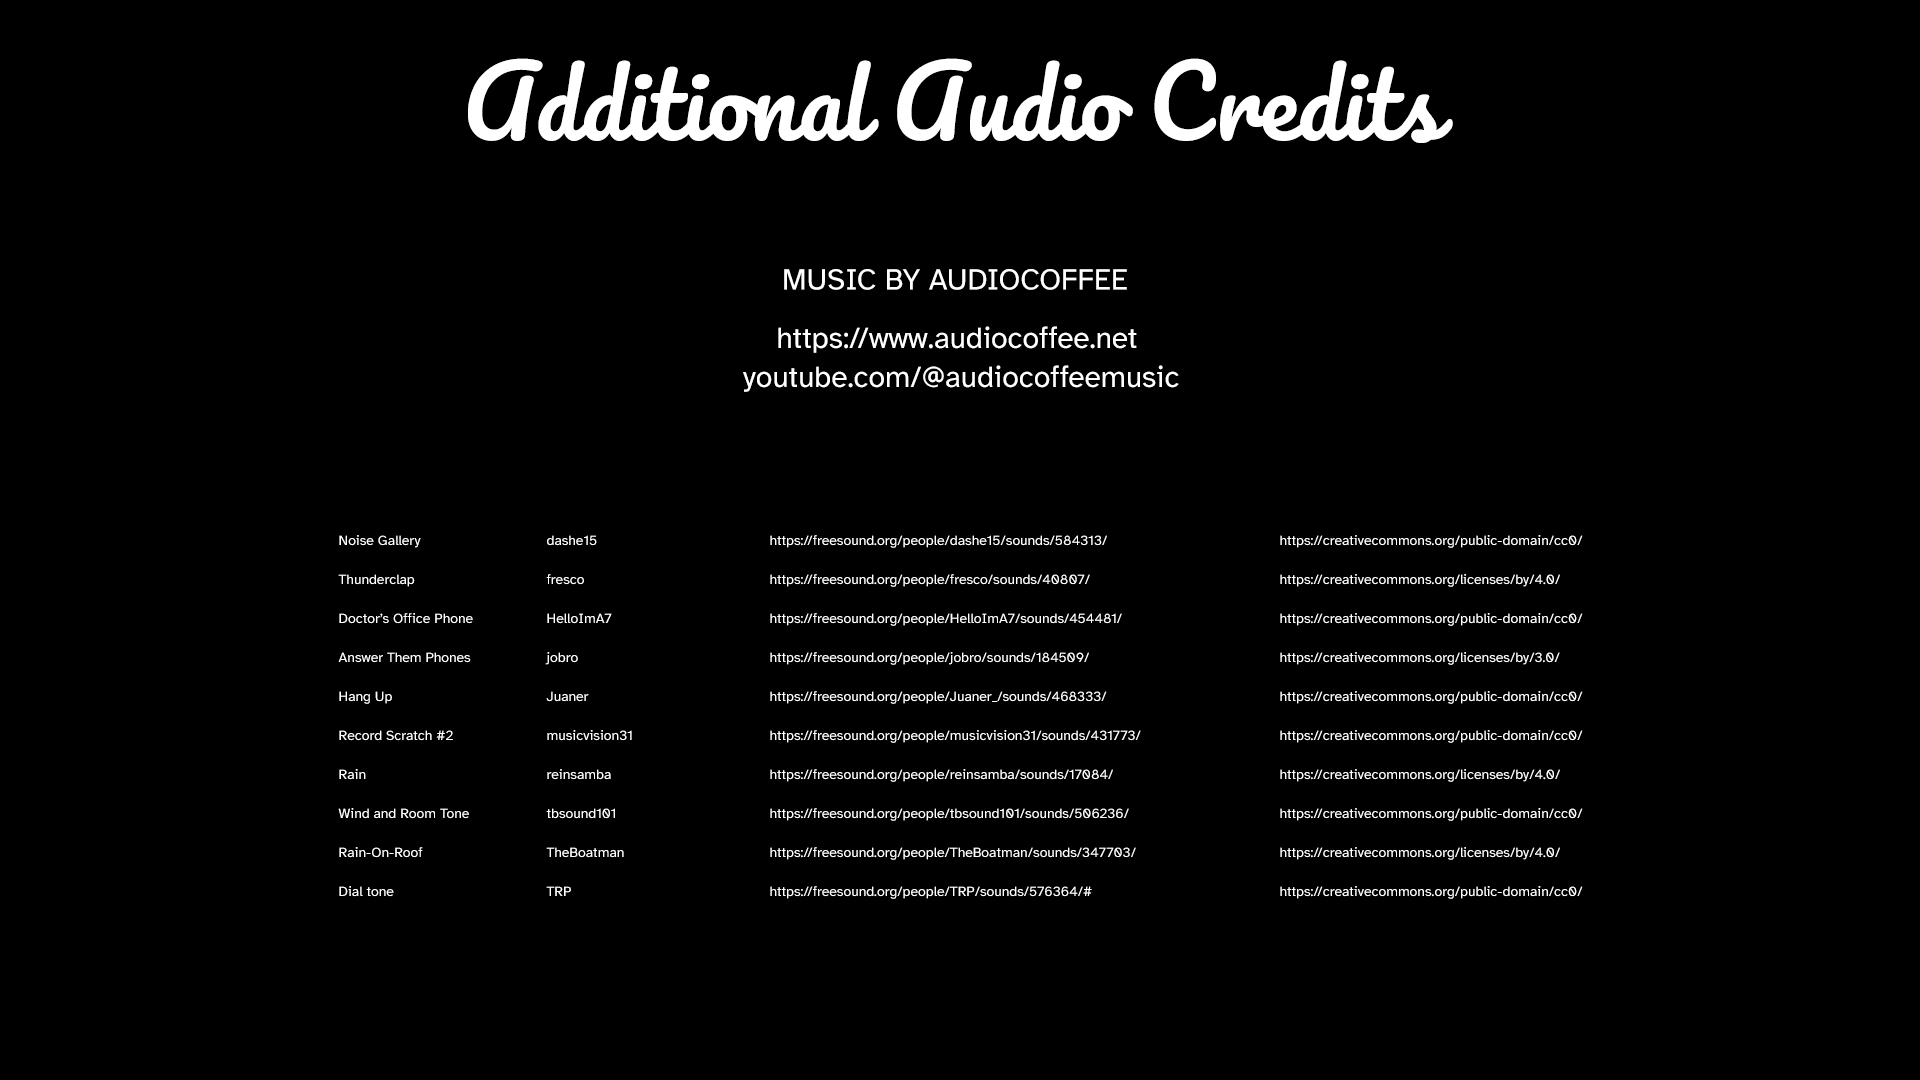 Additional Audio Credits
MUSIC BY AUDIOCOFFEE
https://www.audiocoffee.net
youtube.com/@audiocoffeemusic
Noise Gallery dashe15 https://freesound.org/people/dashe15/sounds/584313/ https://creativecommons.org/public-domain/cc0/
Thunderclap fresco https://freesound.org/people/fresco/sounds/40807/ https://creativecommons.org/licenses/by/4.0/
Doctor’s Office Phone HelloImA7 https://freesound.org/people/HelloImA7/sounds/454481/ https://creativecommons.org/public-domain/cc0/
Answer Them Phones jobro https://freesound.org/people/jobro/sounds/184509/ https://creativecommons.org/licenses/by/3.0/
Hang Up Juaner https://freesound.org/people/Juaner_/sounds/468333/ https://creativecommons.org/public-domain/cc0/
Record Scratch #2 musicvision31 https://freesound.org/people/musicvision31/sounds/431773/ https://creativecommons.org/public-domain/cc0/
Rain reinsamba https://freesound.org/people/reinsamba/sounds/17084/ https://creativecommons.org/licenses/by/4.0/
Wind and Room Tone tbsound101 https://freesound.org/people/tbsound101/sounds/506236/ https://creativecommons.org/public-domain/cc0/
Rain-On-Roof TheBoatman https://freesound.org/people/TheBoatman/sounds/347703/ https://creativecommons.org/licenses/by/4.0/
Dial tone TRP https://freesound.org/people/TRP/sounds/576364/# https://creativecommons.org/public-domain/cc0/